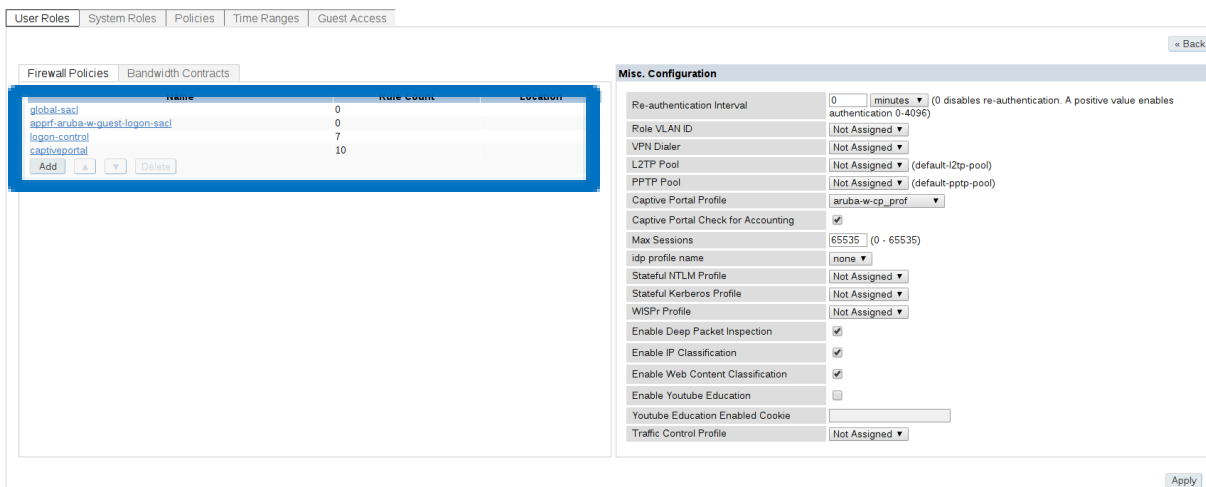 User Roles System Roles Policies Time Ranges Guest Access
« Back
Firewall Policies Bandwidth Contracts
Name Rule Count Location
global-sacl 0
apprf-aruba-w-guest-logon-sacl 0
logon-control 7
captiveportal 10
Add ▲ ▼ Delete
Misc. Configuration
Re-authentication Interval 0 minutes ▼ (0 disables re-authentication. A positive value enables
authentication 0-4096)
Role VLAN ID Not Assigned ▼
VPN Dialer Not Assigned ▼
L2TP Pool Not Assigned ▼ (default-l2tp-pool)
PPTP Pool Not Assigned ▼ (default-pptp-pool)
Captive Portal Profile aruba-w-cp_prof ▼
Captive Portal Check for Accounting
Max Sessions 65535 (0 - 65535)
idp profile name none ▼
Stateful NTLM Profile Not Assigned ▼
Stateful Kerberos Profile Not Assigned ▼
WISPr Profile Not Assigned ▼
Enable Deep Packet Inspection
Enable IP Classification
Enable Web Content Classification
Enable Youtube Education
Youtube Education Enabled Cookie
Traffic Control Profile Not Assigned ▼
Apply